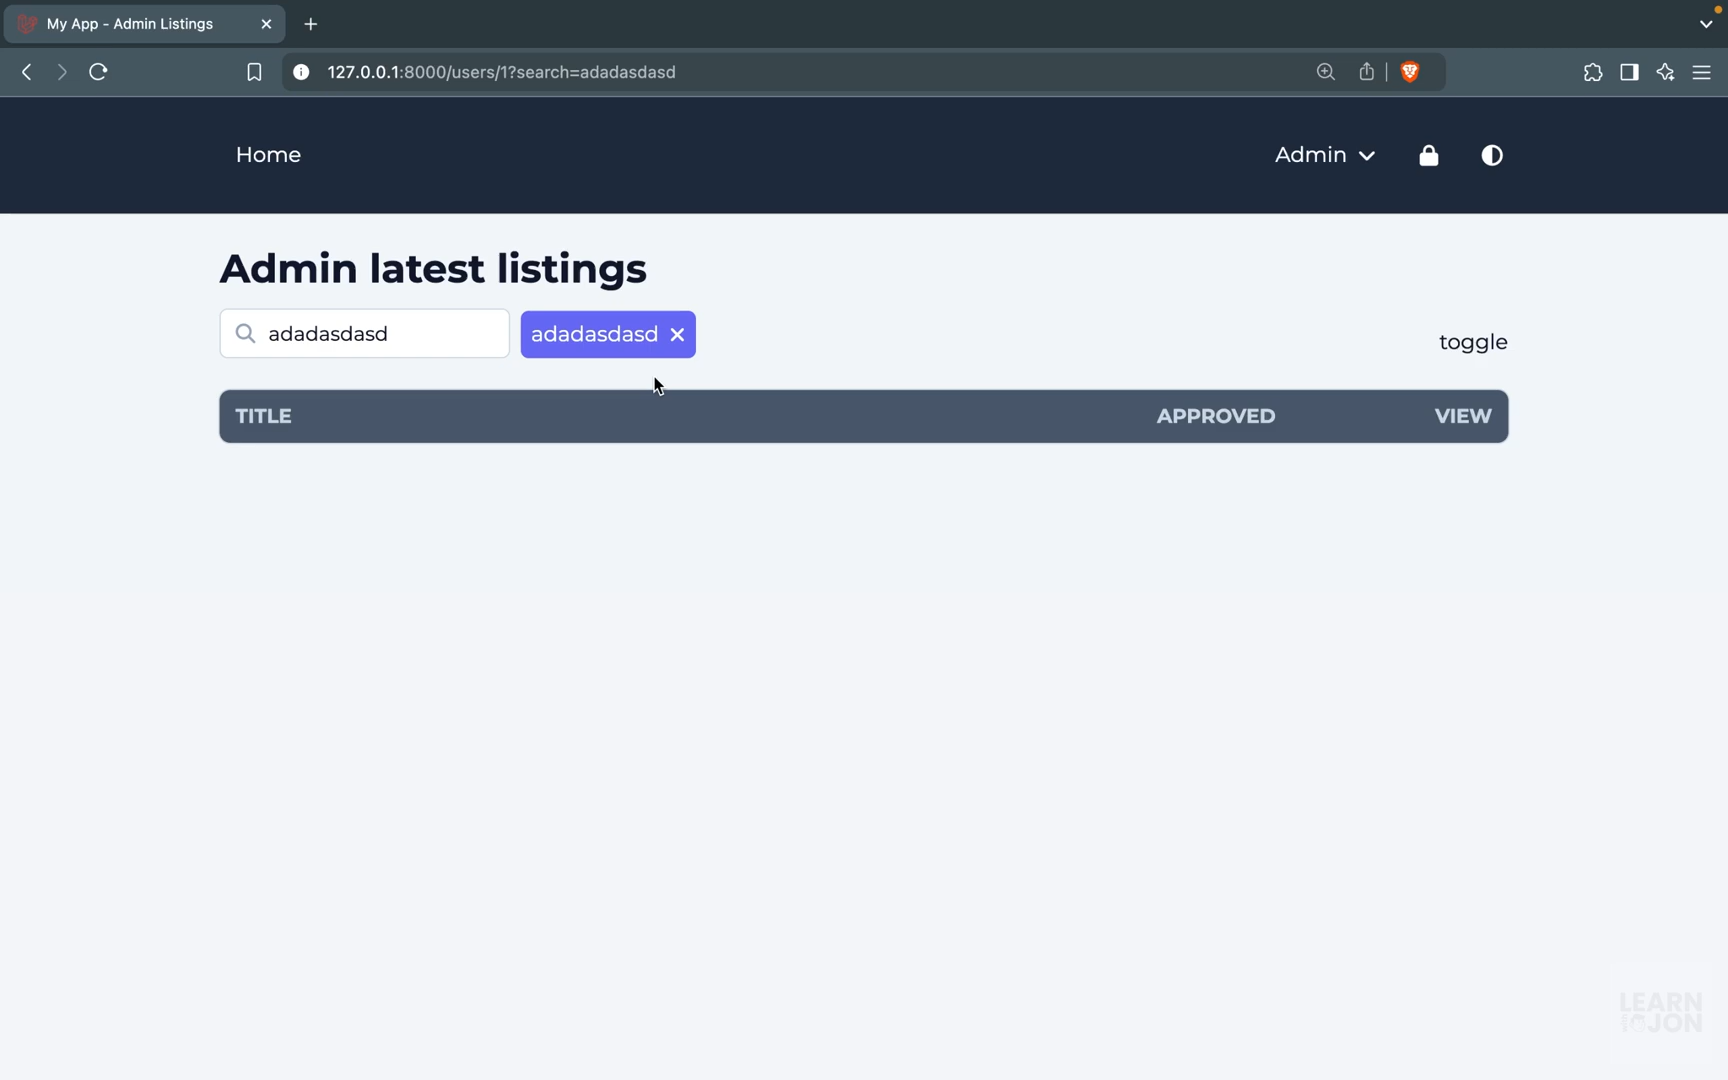 My App - Admin Listings
127.0.0.1:8000/users/1?search=adadasdasd
Home
Admin
Admin latest listings
adadasdasd
adadasdasd
toggle
TITLE
APPROVED
VIEW
LEARN
JON